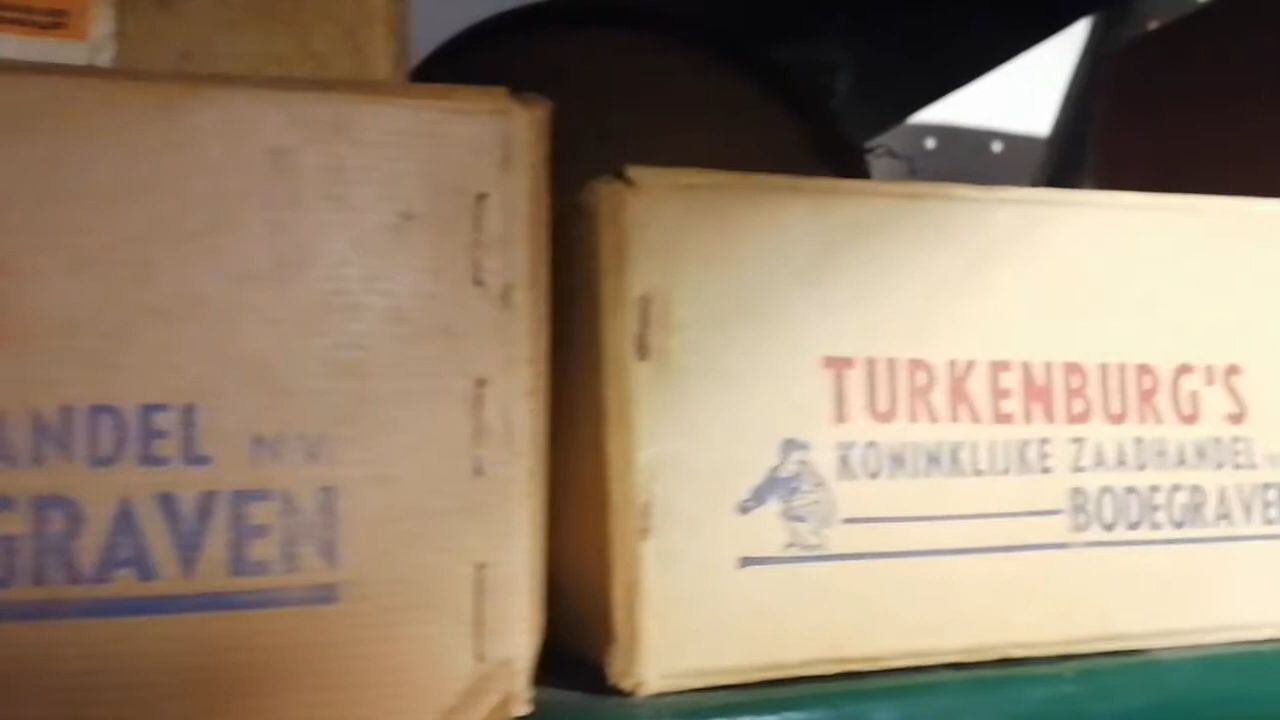 ANDEL N.V.
GRAVEN
TURKENBURG'S
KONINKLIJKE ZAADHANDEL
BODEGRAVEN